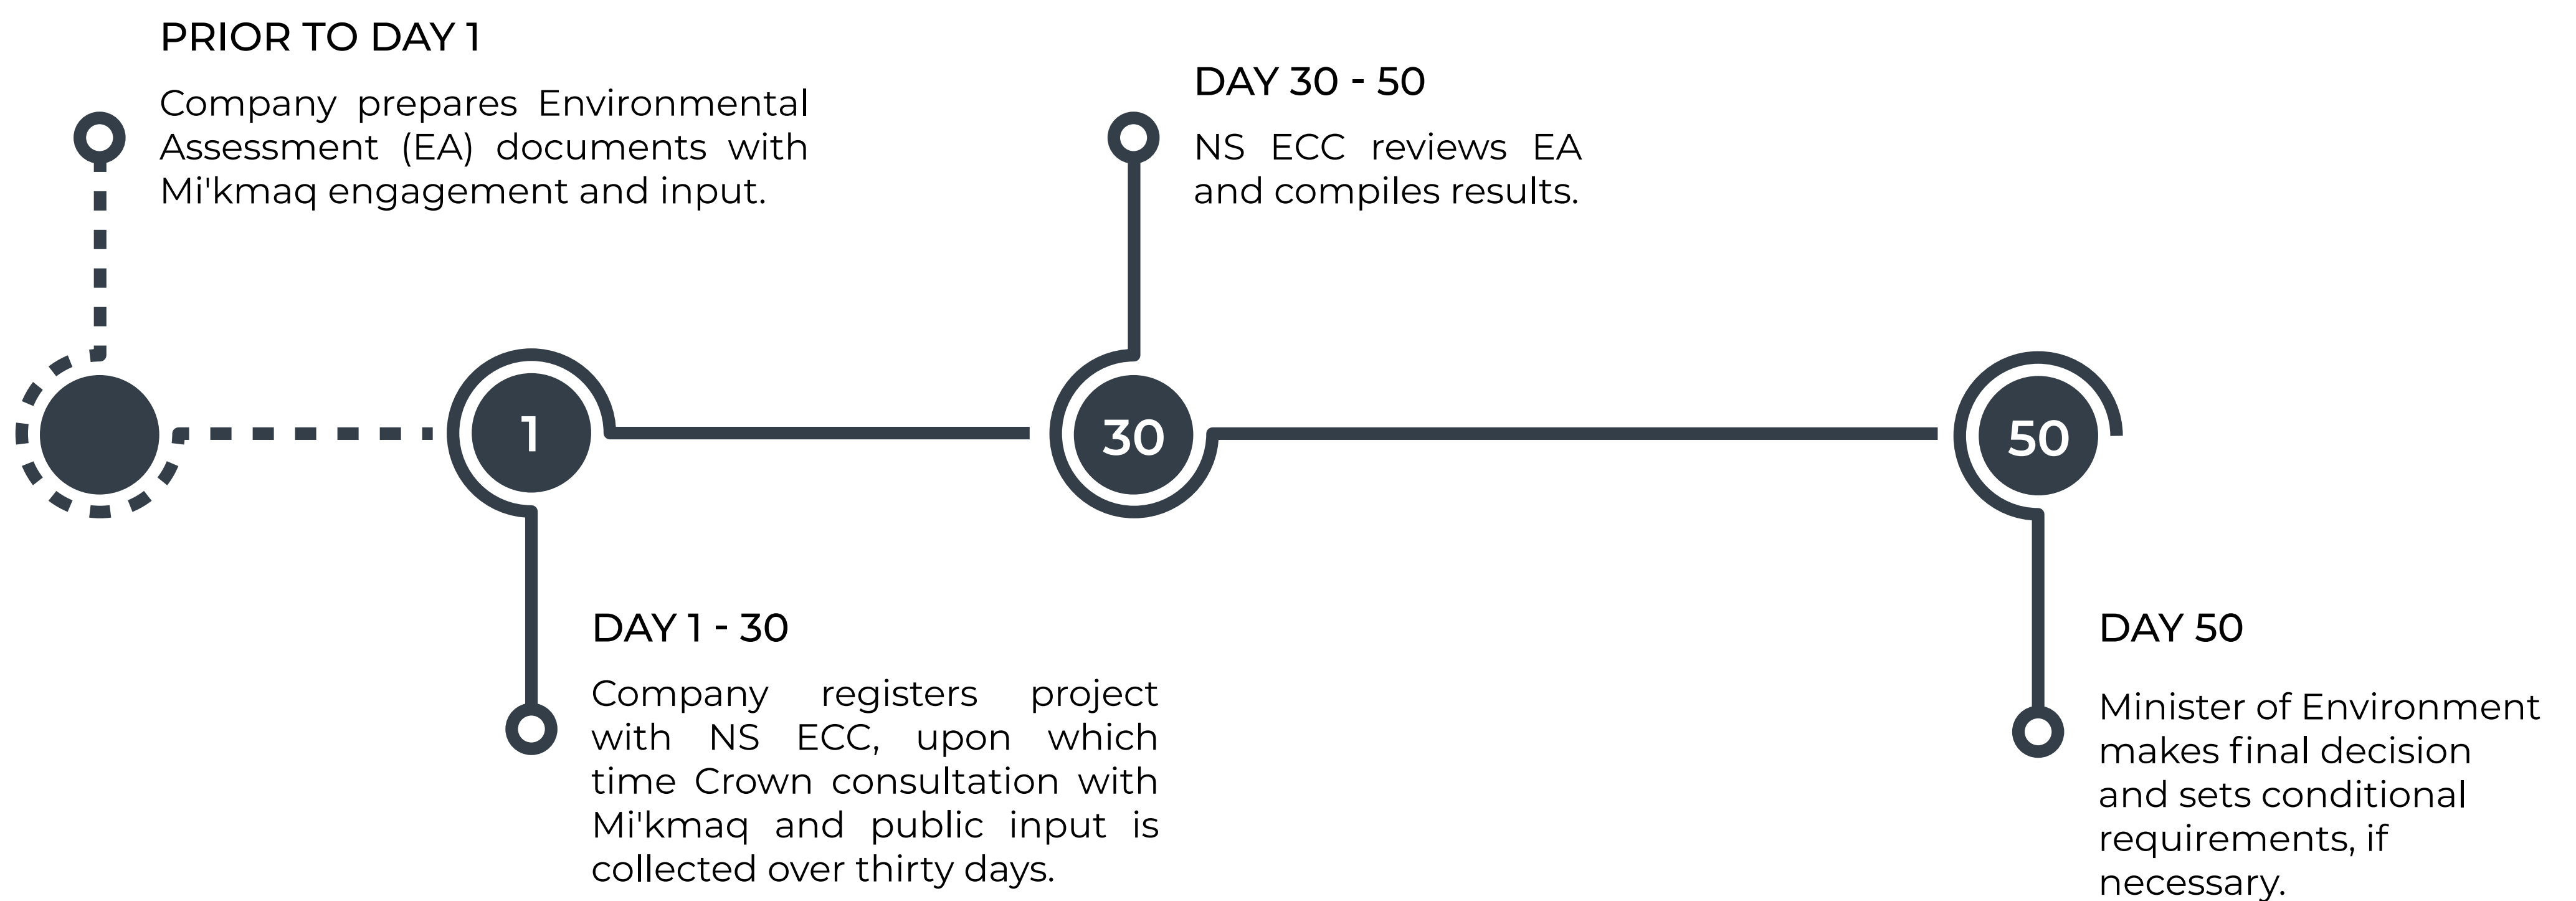 PRIOR TO DAY 1
Company prepares Environmental
Assessment (EA) documents with
Mi'kmaq engagement and input.
DAY 30 - 50
NS ECC reviews EA
and compiles results.
1
30
50
DAY 1 - 30
Company registers project
with NS ECC, upon which
time Crown consultation with
Mi'kmaq and public input is
collected over thirty days.
DAY 50
Minister of Environment
makes final decision
and sets conditional
requirements, if
necessary.